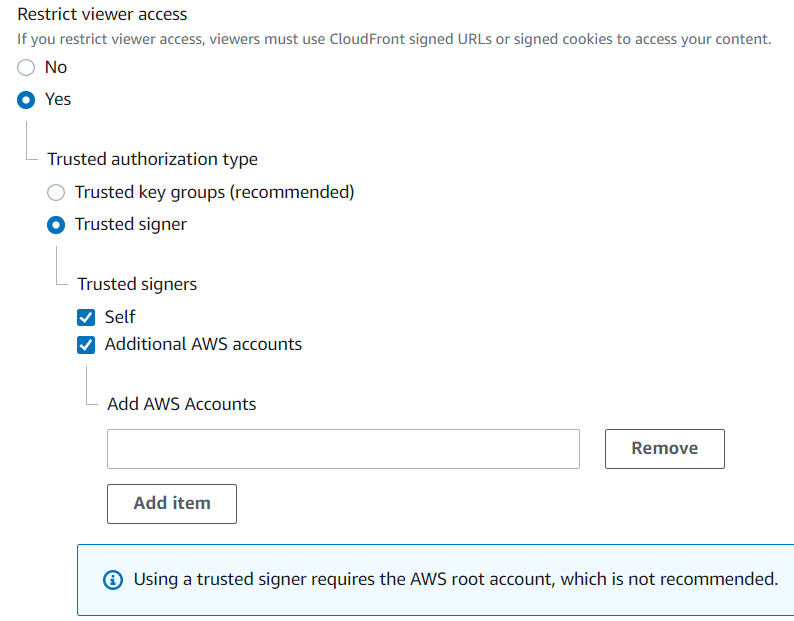 Restrict viewer access
If you restrict viewer access, viewers must use CloudFront signed URLs or signed cookies to access your content.
No
Yes
Trusted authorization type
Trusted key groups (recommended)
Trusted signer
Trusted signers
Self
Additional AWS accounts
Add AWS Accounts
Remove
Add item
Using a trusted signer requires the AWS root account, which is not recommended.